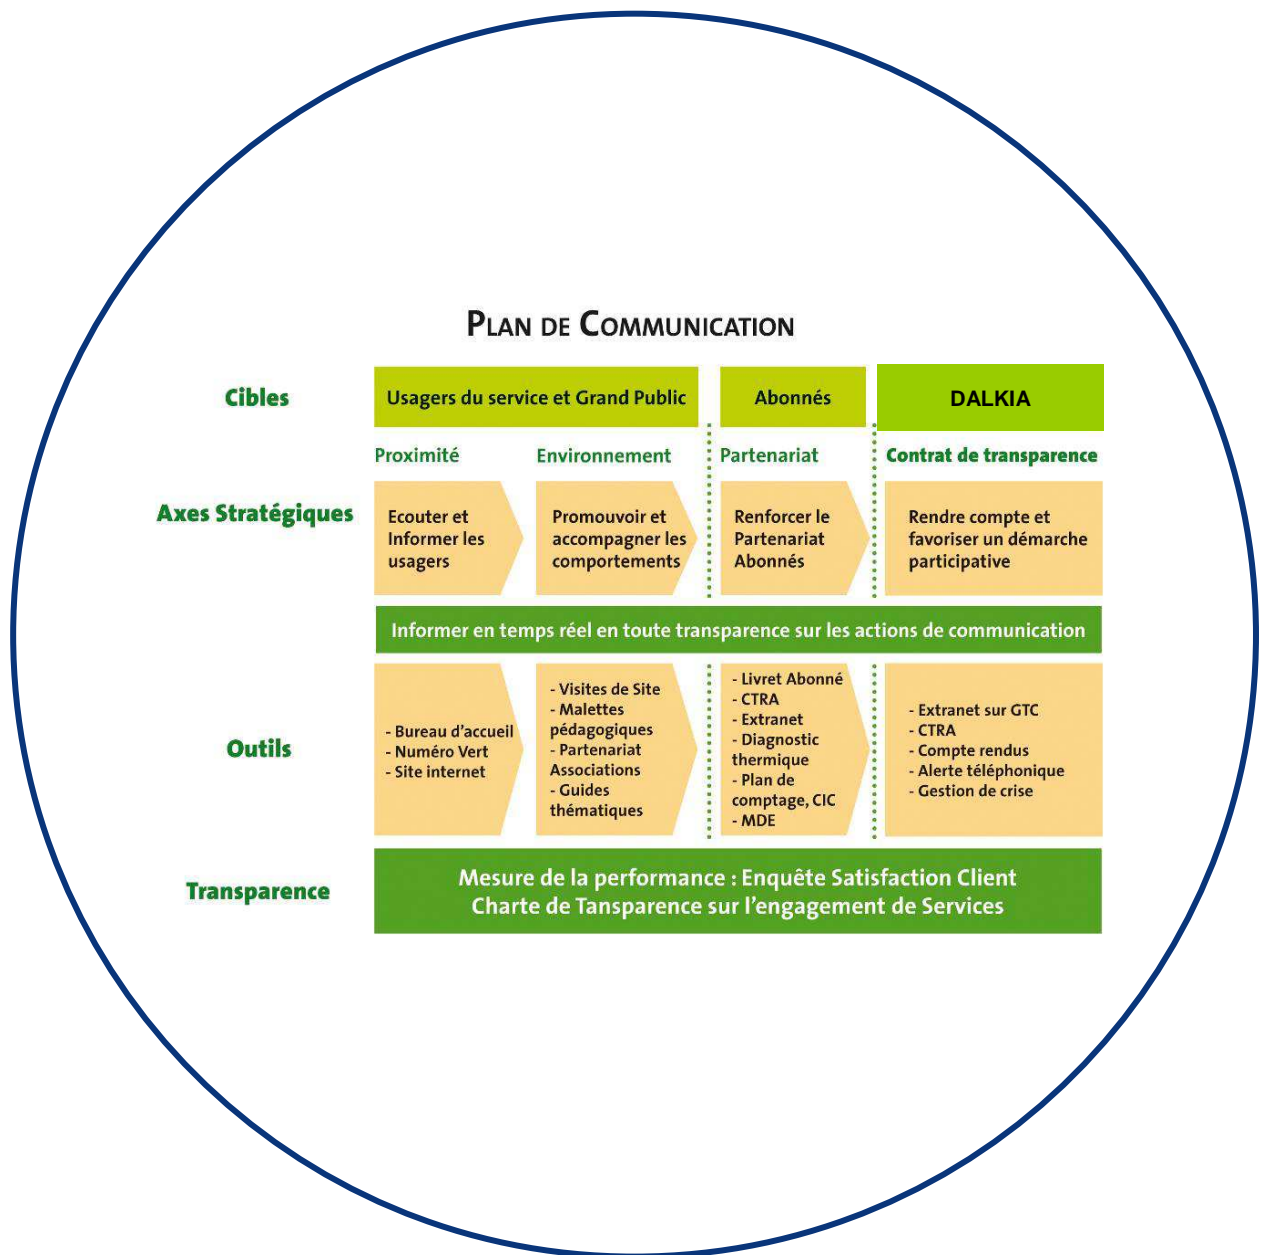 PLAN DE COMMUNICATION
Cibles
Usagers du service et Grand Public
Abonnés
DALKIA
Proximité
Environnement
Partenariat
Contrat de transparence
Axes Stratégiques
Ecouter et
Informer les
usagers
Promouvoir et
accompagner les
comportements
Renforcer le
Partenariat
Abonnés
Rendre compte et
favoriser un démarche
participative
Informer en temps réel en toute transparence sur les actions de communication
Outils
- Bureau d'accueil
- Numéro Vert
- Site internet
- Visites de Site
- Malettes
pédagogiques
- Partenariat
Associations
- Guides
thématiques
- Livret Abonné
- CTRA
- Extranet
- Diagnostic
thermique
- Plan de
comptage, CIC
- MDE
- Extranet sur GTC
- CTRA
- Compte rendus
- Alerte téléphonique
- Gestion de crise
Transparence
Mesure de la performance : Enquête Satisfaction Client
Charte de Tansparence sur l'engagement de Services